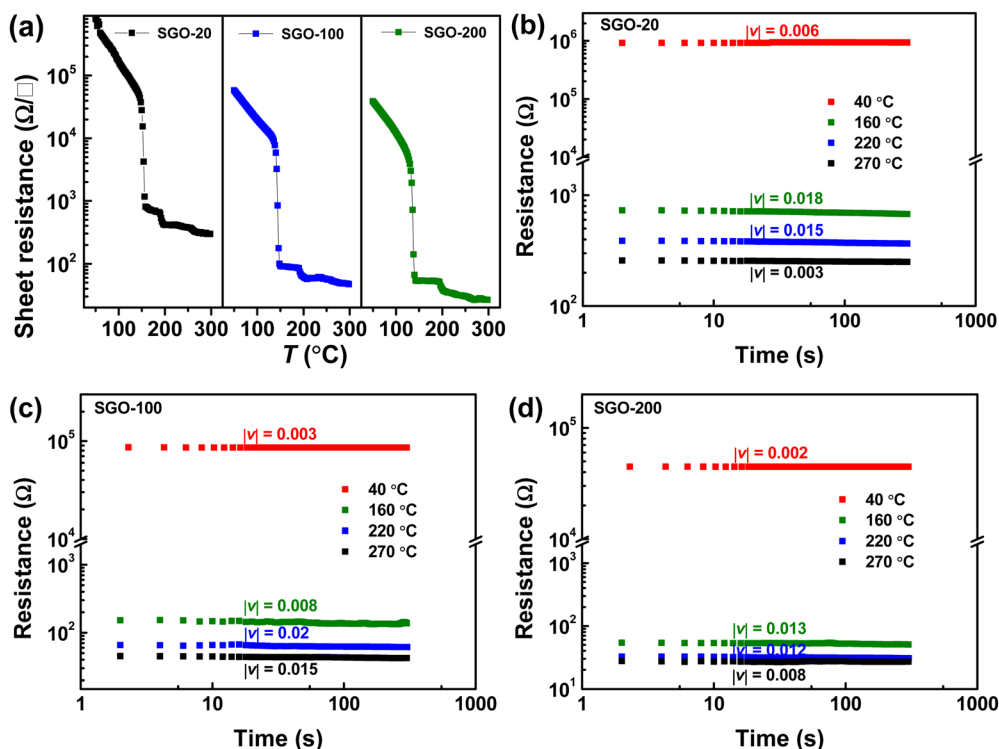 (a)
SGO-20
SGO-100
SGO-200
Sheet resistance (Ω/□)
10⁵
10⁴
10³
10²
100 200 300 100 200 300 100 200 300
T (°C)
(b)
SGO-20
|v| = 0.006
40 °C
160 °C
220 °C
270 °C
|v| = 0.018
|v| = 0.015
|v| = 0.003
Resistance (Ω)
10⁶
10⁵
10⁴
10³
10²
1 10 100 1000
Time (s)
(c)
SGO-100
|v| = 0.003
40 °C
160 °C
220 °C
270 °C
|v| = 0.008
|v| = 0.02
|v| = 0.015
Resistance (Ω)
10⁵
10⁴
10³
10²
1 10 100 1000
Time (s)
(d)
SGO-200
|v| = 0.002
40 °C
160 °C
220 °C
270 °C
|v| = 0.013
|v| = 0.012
|v| = 0.008
Resistance (Ω)
10⁵
10⁴
10³
10²
10¹
1 10 100 1000
Time (s)